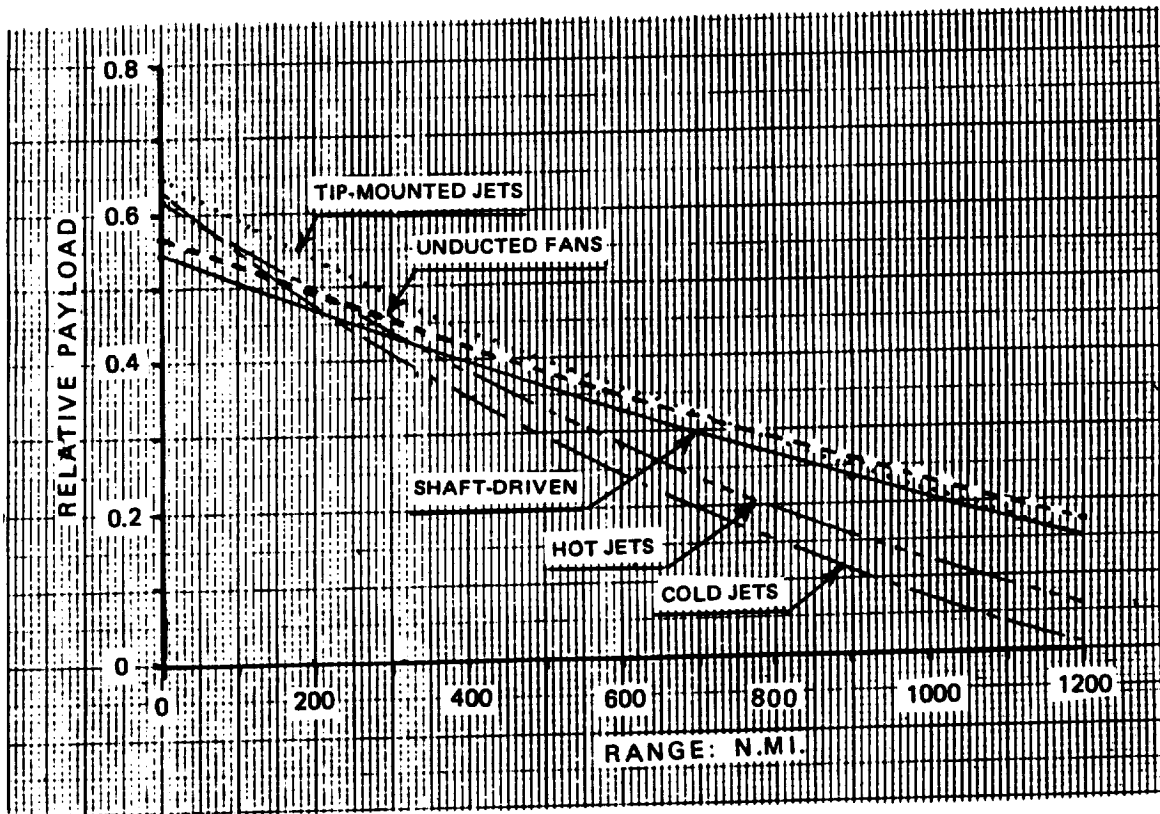 0.8
0.6
0.4
0.2
0
RELATIVE PAYLOAD
TIP-MOUNTED JETS
UNDUCTED FANS
SHAFT-DRIVEN
HOT JETS
COLD JETS
0
200
400
600
800
1000
1200
RANGE: N.MI.